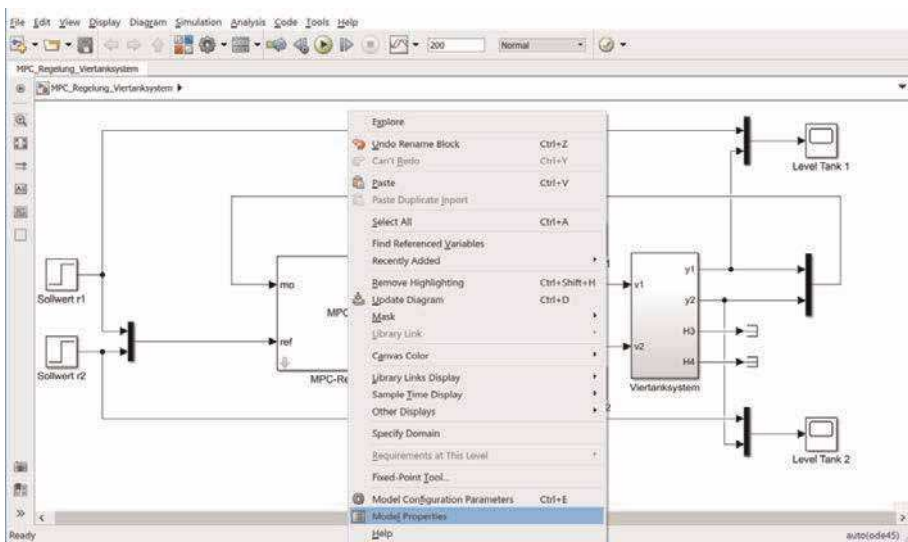 File Edit View Display Diagram Simulation Analysis Code Tools Help
200
Normal
MPC_Regelung_Viertanksystem
MPC_Regelung_Viertanksystem
Explore
Undo Rename Block Ctrl+Z
Can't Redo Ctrl+Y
Paste Ctrl+V
Paste Duplicate Inport
Select All Ctrl+A
Find Referenced Variables
Recently Added
Remove Highlighting Ctrl+Shift+H
Update Diagram Ctrl+D
Mask
Library Link
Canvas Color
Library Links Display
Sample Time Display
Other Displays
Specify Domain
Requirements at This Level
Fixed-Point Tool...
Model Configuration Parameters Ctrl+E
Model Properties
Help
Sollwert r1
Sollwert r2
mo
ref
MPC
MPC-Re
1
2
v1
v2
y1
y2
H3
H4
Viertanksystem
Level Tank 1
Level Tank 2
Ready
auto(ode45)